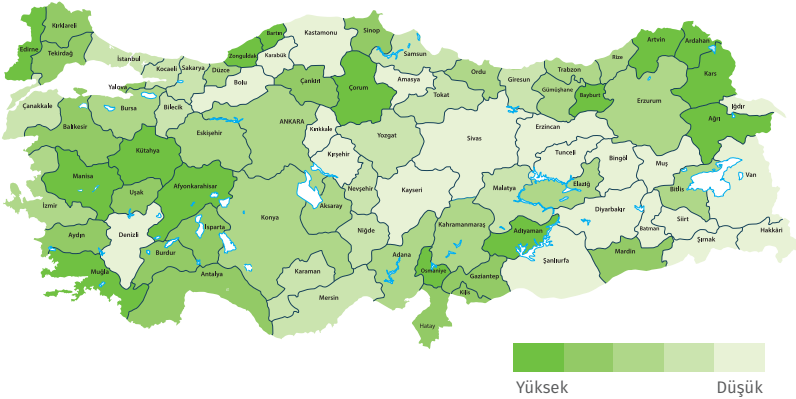 Kırklareli
Edirne
Tekirdağ
İstanbul
Kocaeli
Sakarya
Yalova
Düzce
Zonguldak
Bartın
Karabük
Kastamonu
Sinop
Samsun
Bolu
Çankırı
Çorum
Amasya
Tokat
Ordu
Giresun
Trabzon
Gümüşhane
Bayburt
Rize
Artvin
Ardahan
Kars
Erzurum
Iğdır
Ağrı
Çanakkale
Balıkesir
Bursa
Bilecik
Eskişehir
ANKARA
Kırıkkale
Kırşehir
Yozgat
Sivas
Erzincan
Tunceli
Bingöl
Muş
Bitlis
Van
Kütahya
Manisa
Uşak
Afyonkarahisar
İzmir
Aydın
Denizli
Muğla
Burdur
Isparta
Antalya
Konya
Aksaray
Nevşehir
Kayseri
Niğde
Karaman
Mersin
Adana
Kahramanmaraş
Osmaniye
Gaziantep
Kilis
Hatay
Malatya
Elazığ
Adıyaman
Şanlıurfa
Diyarbakır
Mardin
Batman
Siirt
Şırnak
Hakkâri
Yüksek
Düşük